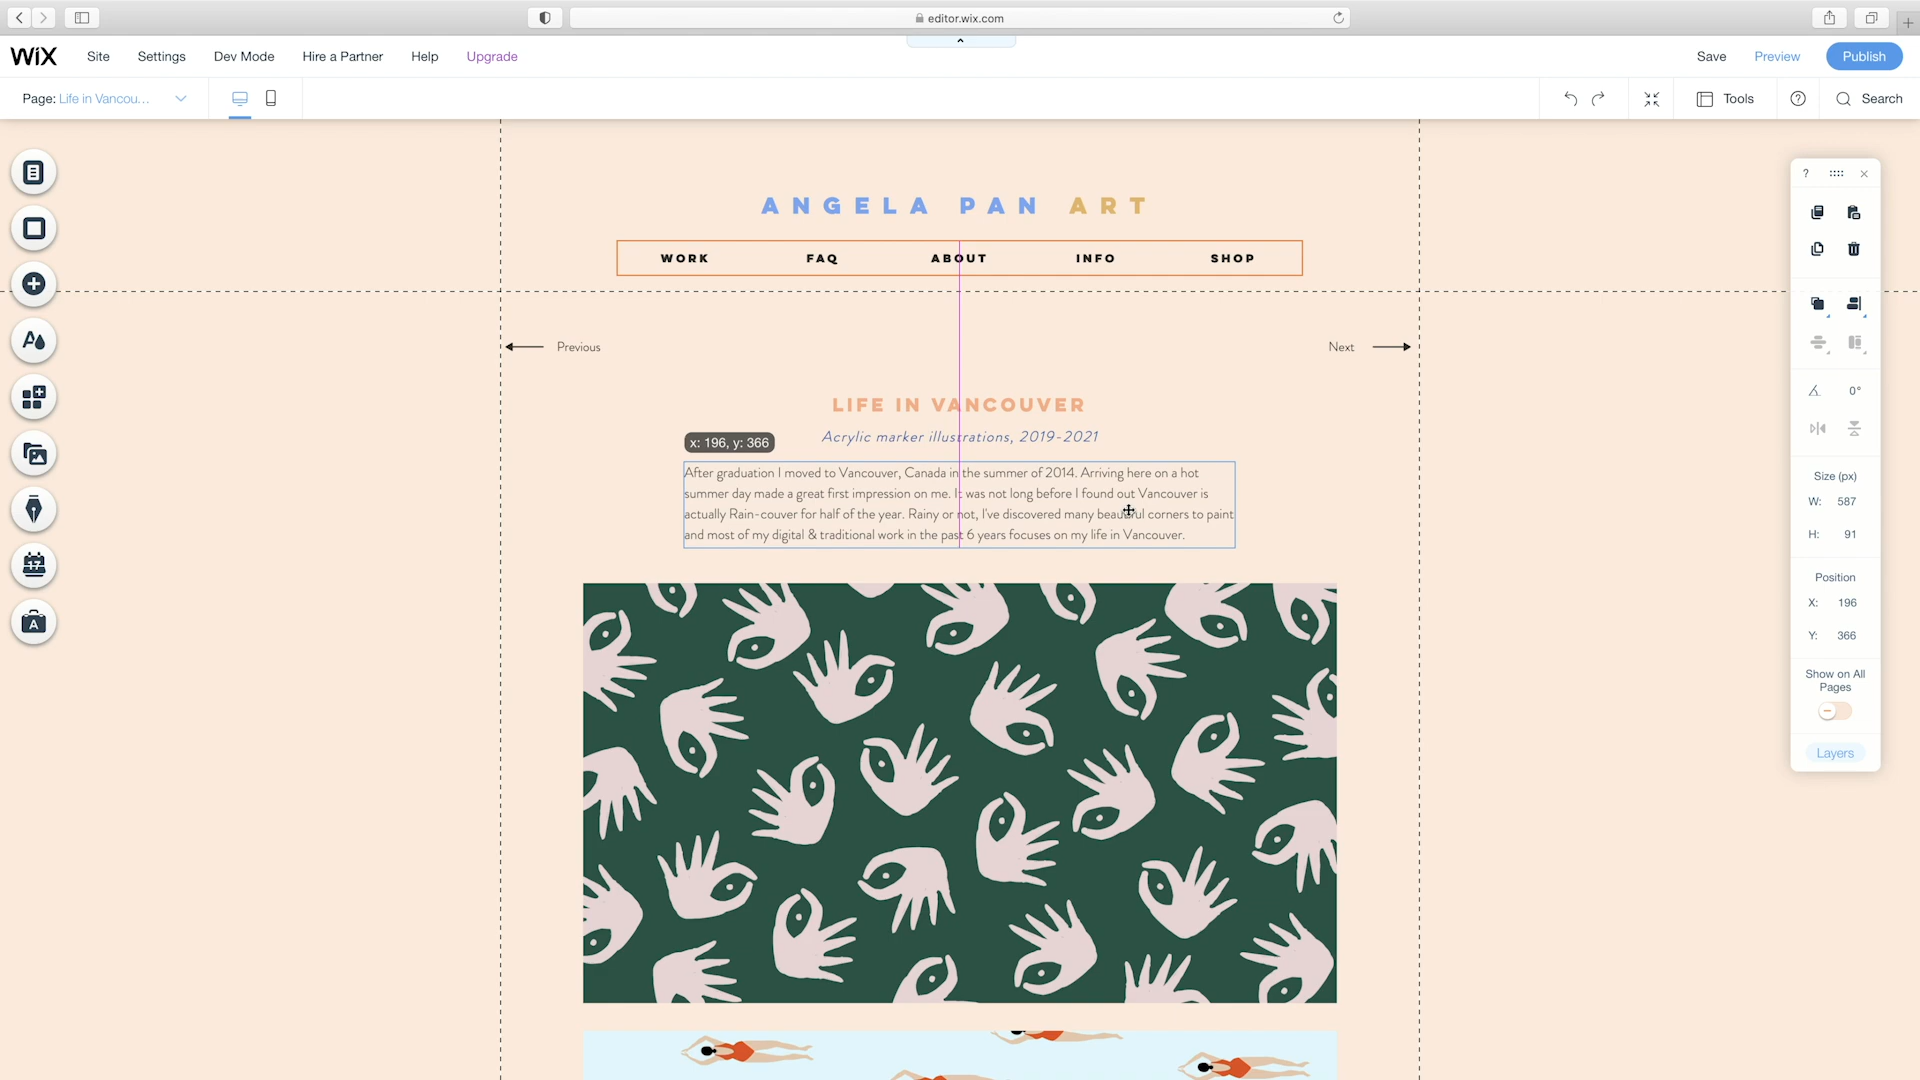 editor.wix.com
WiX Site Settings Dev Mode Hire a Partner Help Upgrade Save Preview Publish
Page: Life in Vancou... Tools ? Search
ANGELA PAN ART
WORK FAQ ABOUT INFO SHOP
Previous Next
LIFE IN VANCOUVER
Acrylic marker illustrations, 2019-2021
x: 196, y: 366
After graduation I moved to Vancouver, Canada in the summer of 2014. Arriving here on a hot
summer day made a great first impression on me. It was not long before I found out Vancouver is
actually Rain-couver for half of the year. Rainy or not, I've discovered many beautiful corners to paint
and most of my digital & traditional work in the past 6 years focuses on my life in Vancouver.
17
A
?
0°
Size (px)
W: 587
H: 91
Position
X: 196
Y: 366
Show on All
Pages
Layers